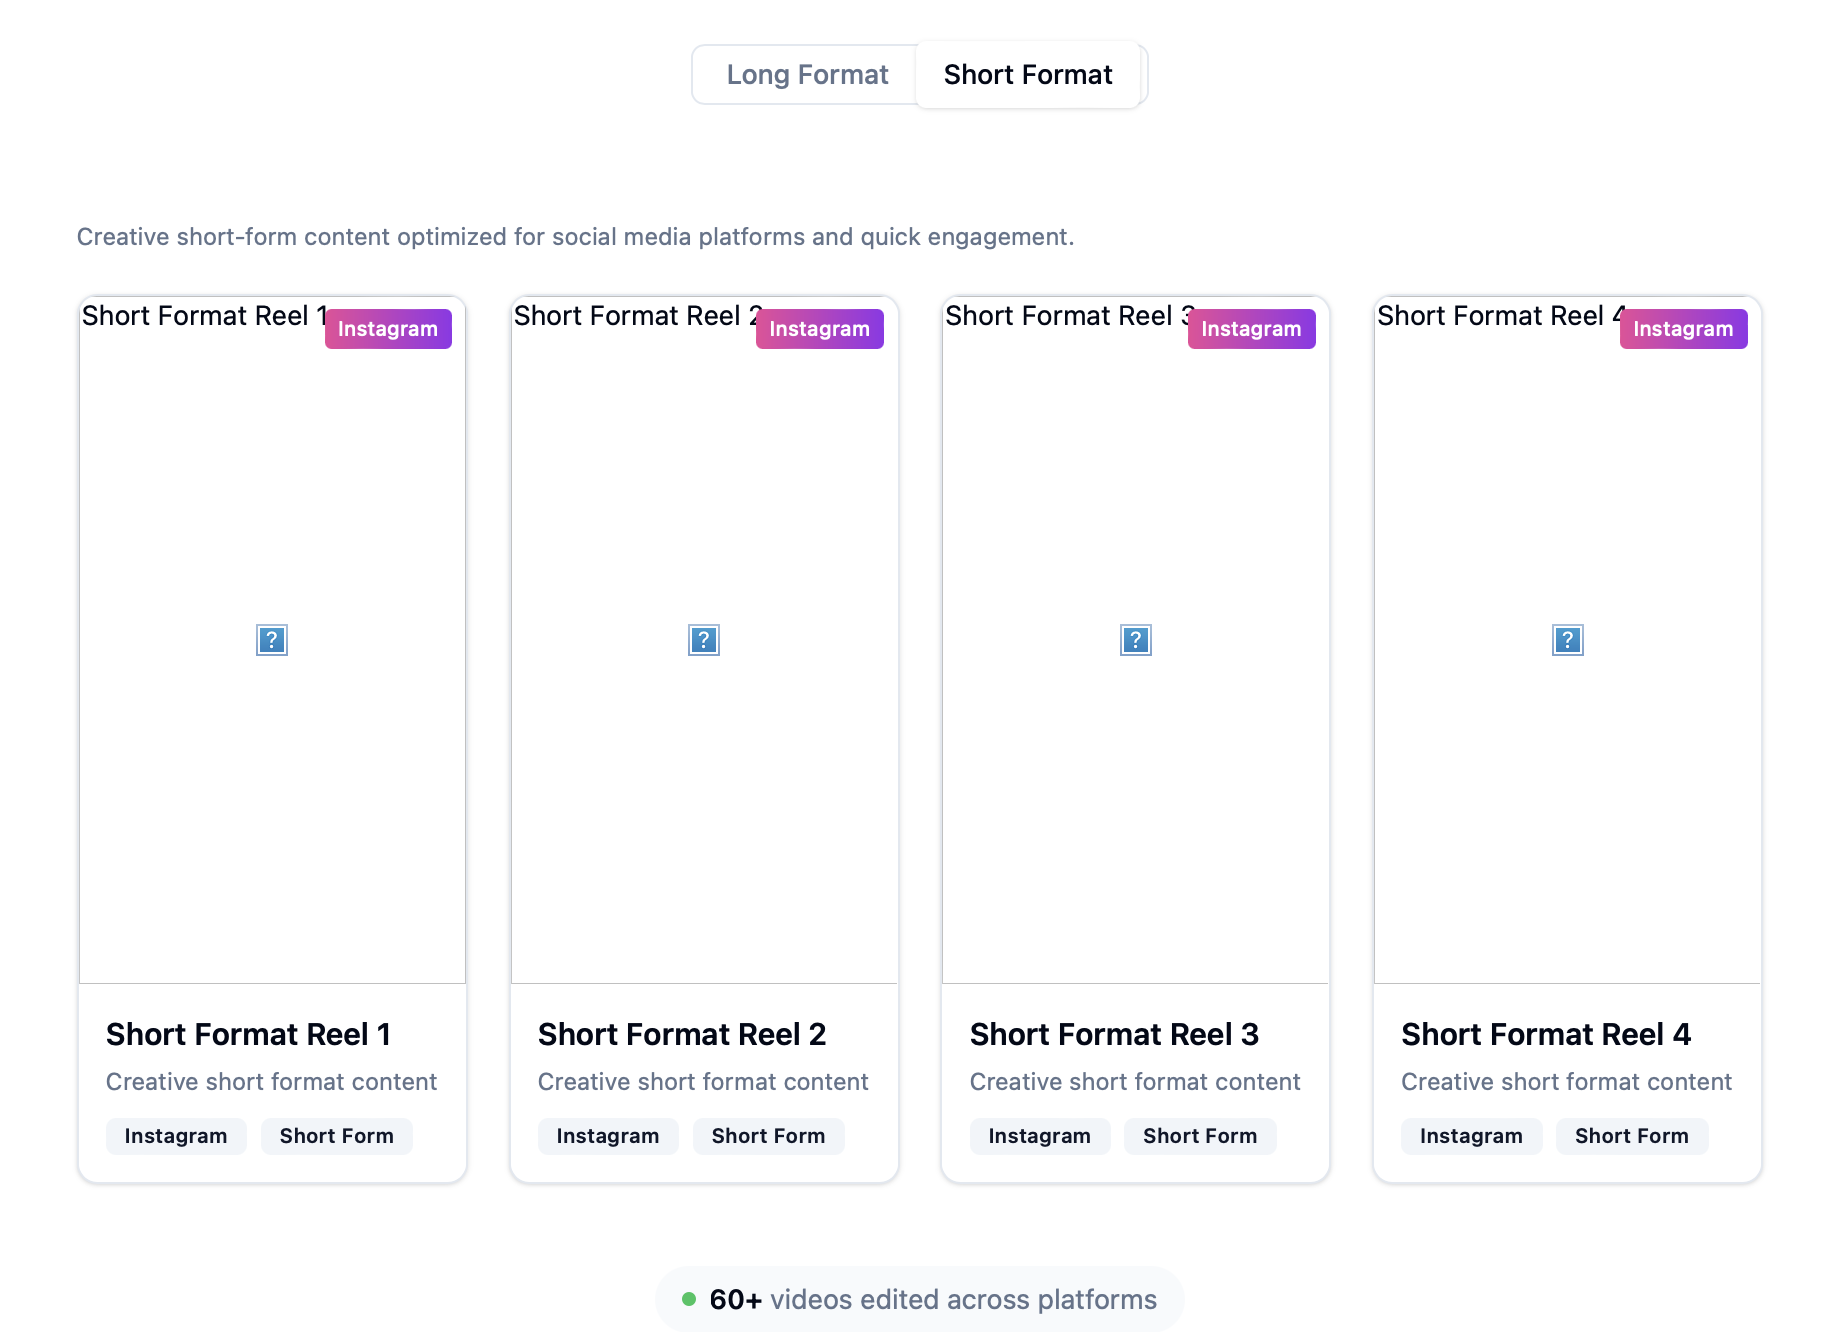 Long Format
Short Format
Creative short-form content optimized for social media platforms and quick engagement.
Short Format Reel 1
Instagram
Short Format Reel 2
Instagram
Short Format Reel 3
Instagram
Short Format Reel 4
Instagram
?
?
?
?
Short Format Reel 1
Creative short format content
Instagram
Short Form
Short Format Reel 2
Creative short format content
Instagram
Short Form
Short Format Reel 3
Creative short format content
Instagram
Short Form
Short Format Reel 4
Creative short format content
Instagram
Short Form
60+ videos edited across platforms